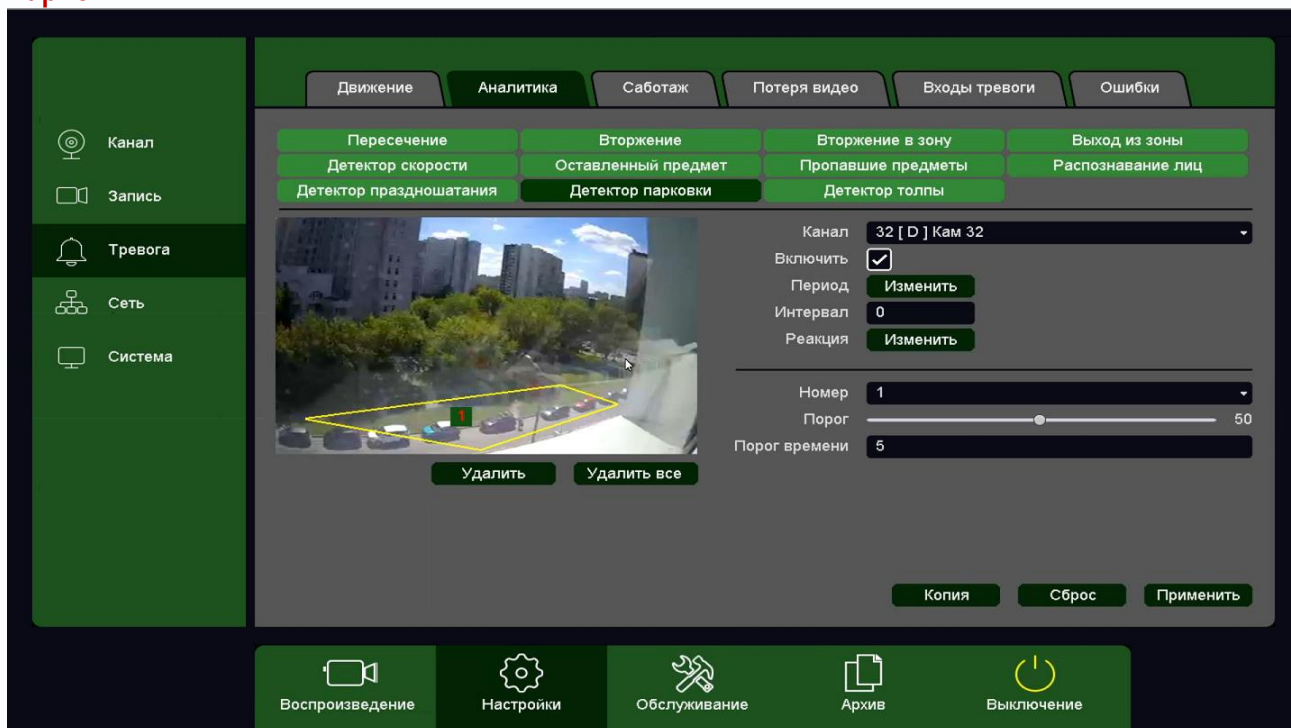 Движение Аналитика Саботаж Потеря видео Входы тревоги Ошибки
Канал
Запись
Тревога
Сеть
Система
Пересечение Вторжение Вторжение в зону Выход из зоны
Детектор скорости Оставленный предмет Пропавшие предметы Распознавание лиц
Детектор праздношатания Детектор парковки Детектор толпы
1
Удалить Удалить все
Канал 32 [ D ] Кам 32
Включить
Период Изменить
Интервал 0
Реакция Изменить
Номер 1
Порог 50
Порог времени 5
Копия Сброс Применить
Воспроизведение Настройки Обслуживание Архив Выключение